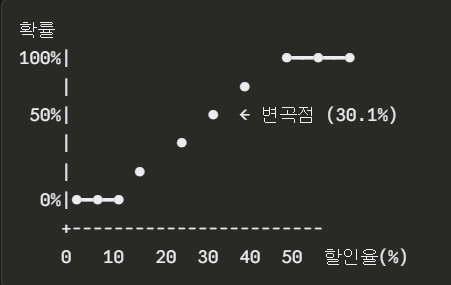 확률
100%| ●—●—●
| ●
50%| ● ← 변곡점 (30.1%)
| ●
| ●
0%|●—●—●
+------------------------
0 10 20 30 40 50 할인율(%)